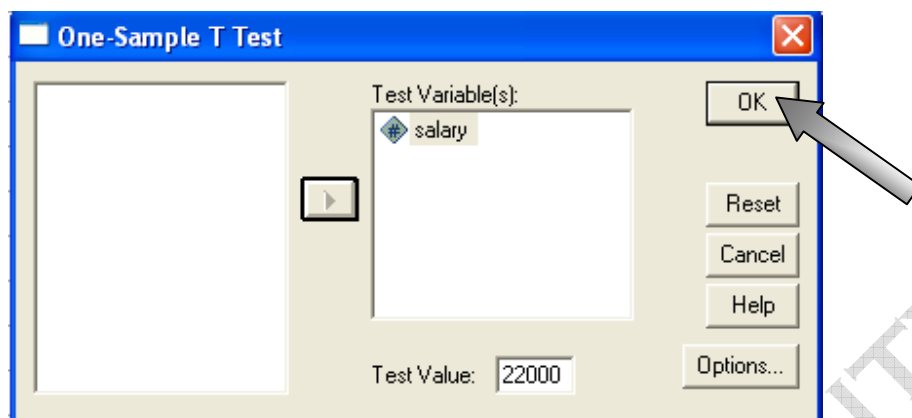 One-Sample T Test
Test Variable(s):
salary
OK
Reset
Cancel
Help
Options...
Test Value: 22000